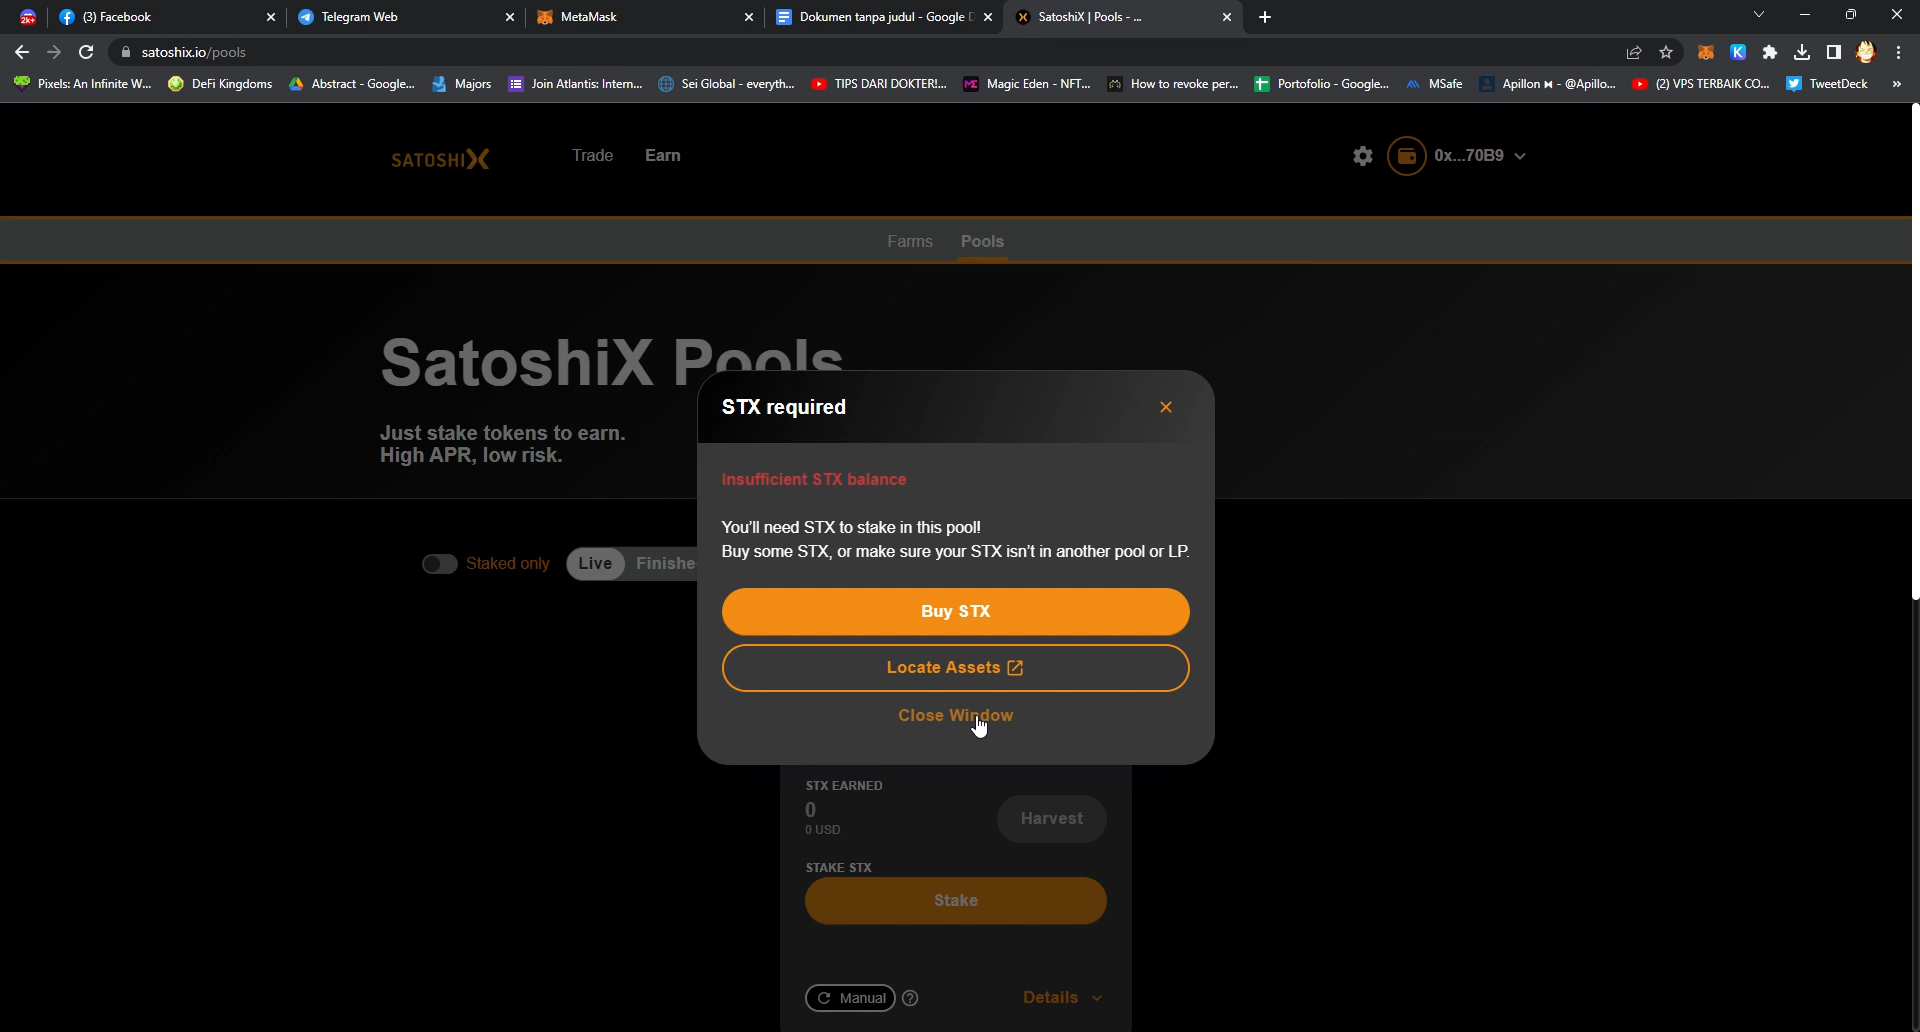 2k+
(3) Facebook
Telegram Web
MetaMask
Dokumen tanpa judul - Google D
SatoshiX | Pools - ...
satoshix.io/pools
Pixels: An Infinite W...
DeFi Kingdoms
Abstract - Google...
Majors
Join Atlantis: Intern...
Sei Global - everyth...
TIPS DARI DOKTER!...
Magic Eden - NFT...
How to revoke per...
Portofolio - Google...
MSafe
Apillon ⧓ - @Apillo...
(2) VPS TERBAIK CO...
TweetDeck
»
SATOSHIX
Trade
Earn
0x...70B9
Farms
Pools
SatoshiX Pools
Just stake tokens to earn.
High APR, low risk.
Staked only
Live
Finishe
STX required
Insufficient STX balance
You'll need STX to stake in this pool!
Buy some STX, or make sure your STX isn't in another pool or LP.
Buy STX
Locate Assets
Close Window
STX EARNED
0
0 USD
Harvest
STAKE STX
Stake
Manual
Details